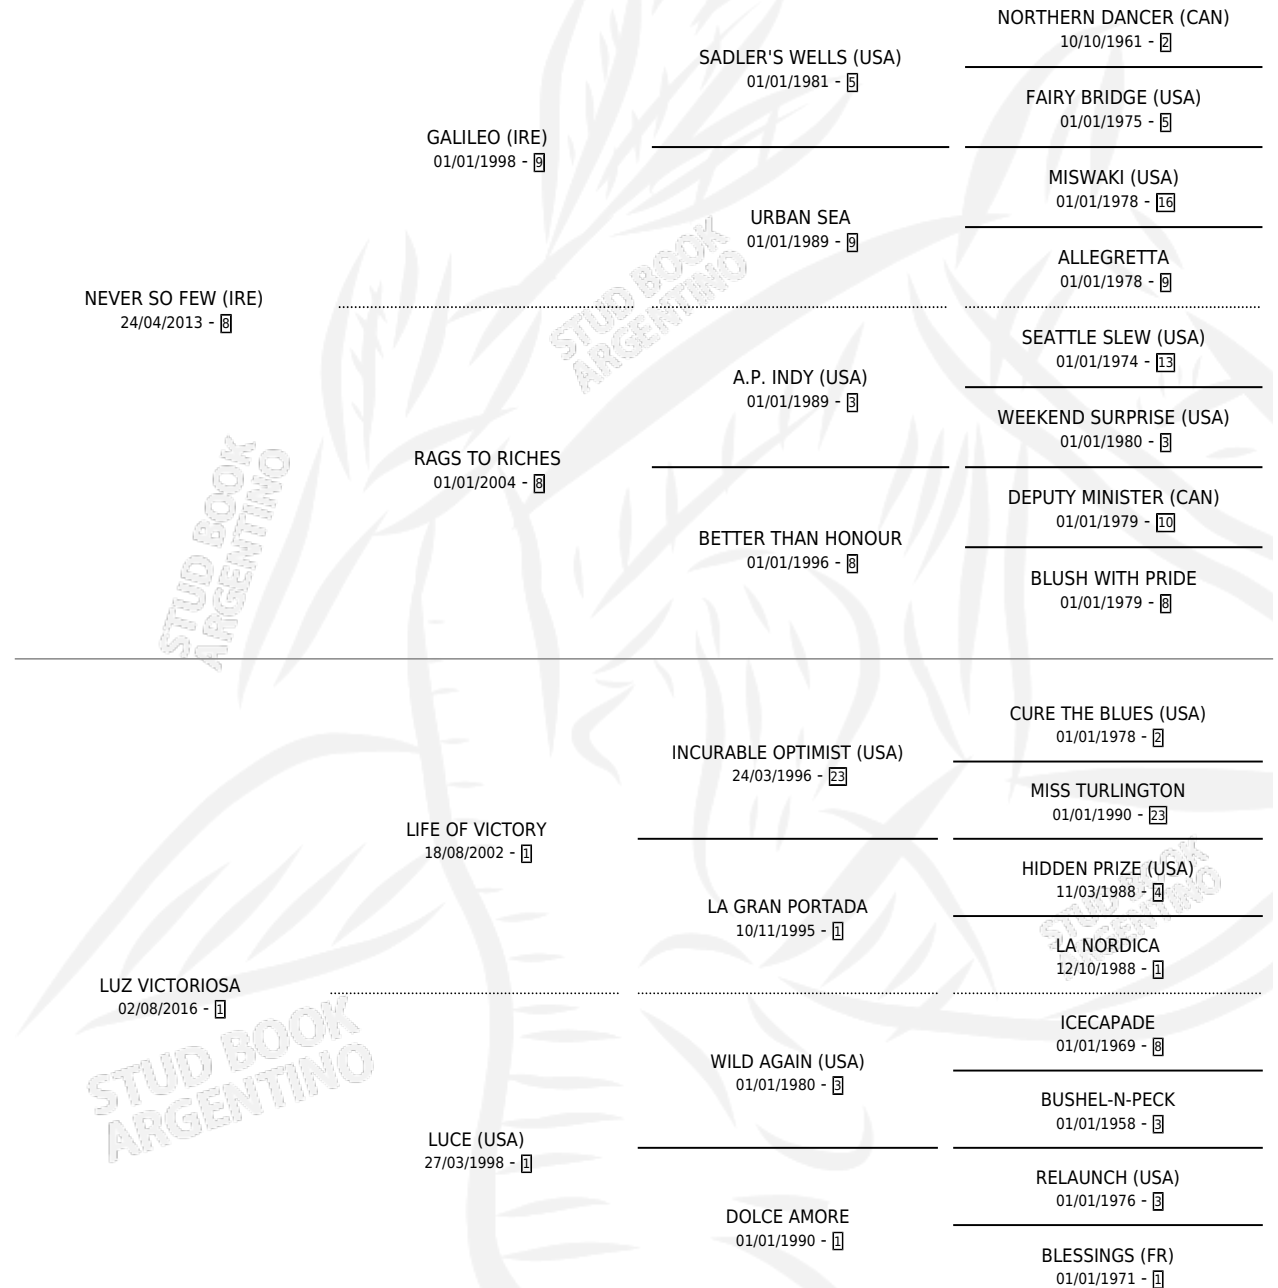 NORTHERN DANCER (CAN)
10/10/1961 - 2
SADLER'S WELLS (USA)
01/01/1981 - 5
FAIRY BRIDGE (USA)
01/01/1975 - 5
GALILEO (IRE)
01/01/1998 - 9
MISWAKI (USA)
01/01/1978 - 16
URBAN SEA
01/01/1989 - 9
ALLEGRETTA
01/01/1978 - 9
NEVER SO FEW (IRE)
24/04/2013 - 8
SEATTLE SLEW (USA)
01/01/1974 - 13
A.P. INDY (USA)
01/01/1989 - 3
WEEKEND SURPRISE (USA)
01/01/1980 - 3
RAGS TO RICHES
01/01/2004 - 8
DEPUTY MINISTER (CAN)
01/01/1979 - 10
BETTER THAN HONOUR
01/01/1996 - 8
BLUSH WITH PRIDE
01/01/1979 - 8
CURE THE BLUES (USA)
01/01/1978 - 2
INCURABLE OPTIMIST (USA)
24/03/1996 - 23
MISS TURLINGTON
01/01/1990 - 23
LIFE OF VICTORY
18/08/2002 - 1
HIDDEN PRIZE (USA)
11/03/1988 - 4
LA GRAN PORTADA
10/11/1995 - 1
LA NORDICA
12/10/1988 - 1
LUZ VICTORIOSA
02/08/2016 - 1
ICECAPADE
01/01/1969 - 8
WILD AGAIN (USA)
01/01/1980 - 3
BUSHEL-N-PECK
01/01/1958 - 3
LUCE (USA)
27/03/1998 - 1
RELAUNCH (USA)
01/01/1976 - 3
DOLCE AMORE
01/01/1990 - 1
BLESSINGS (FR)
01/01/1971 - 1
STUD BOOK
ARGENTINO
STUD BOOK
ARGENTINO
STUD BOOK
ARGENTINO
STUD BOOK
ARGENTINO